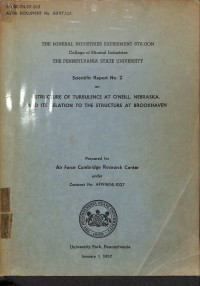 THE MINERAL INDUSTRIES EXPERIMENT STATION
College of Mineral Industries
THE PENNSYLVANIA STATE UNIVERSITY
Scientific Report No. 2
on
STRUCTURE OF TURBULENCE AT O'NEILL, NEBRASKA,
AND ITS RELATION TO THE STRUCTURE AT BROOKHAVEN
Prepared for
Air Force Cambridge Research Center
under
Contract No.
University Park, Pennsylvania
January 1, 1957